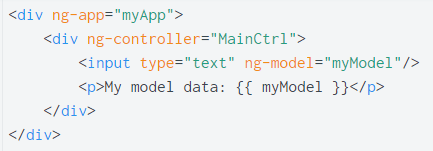 <div ng-app="myApp">
    <div ng-controller="MainCtrl">
        <input type="text" ng-model="myModel"/>
        <p>My model data: {{ myModel }}</p>
    </div>
</div>